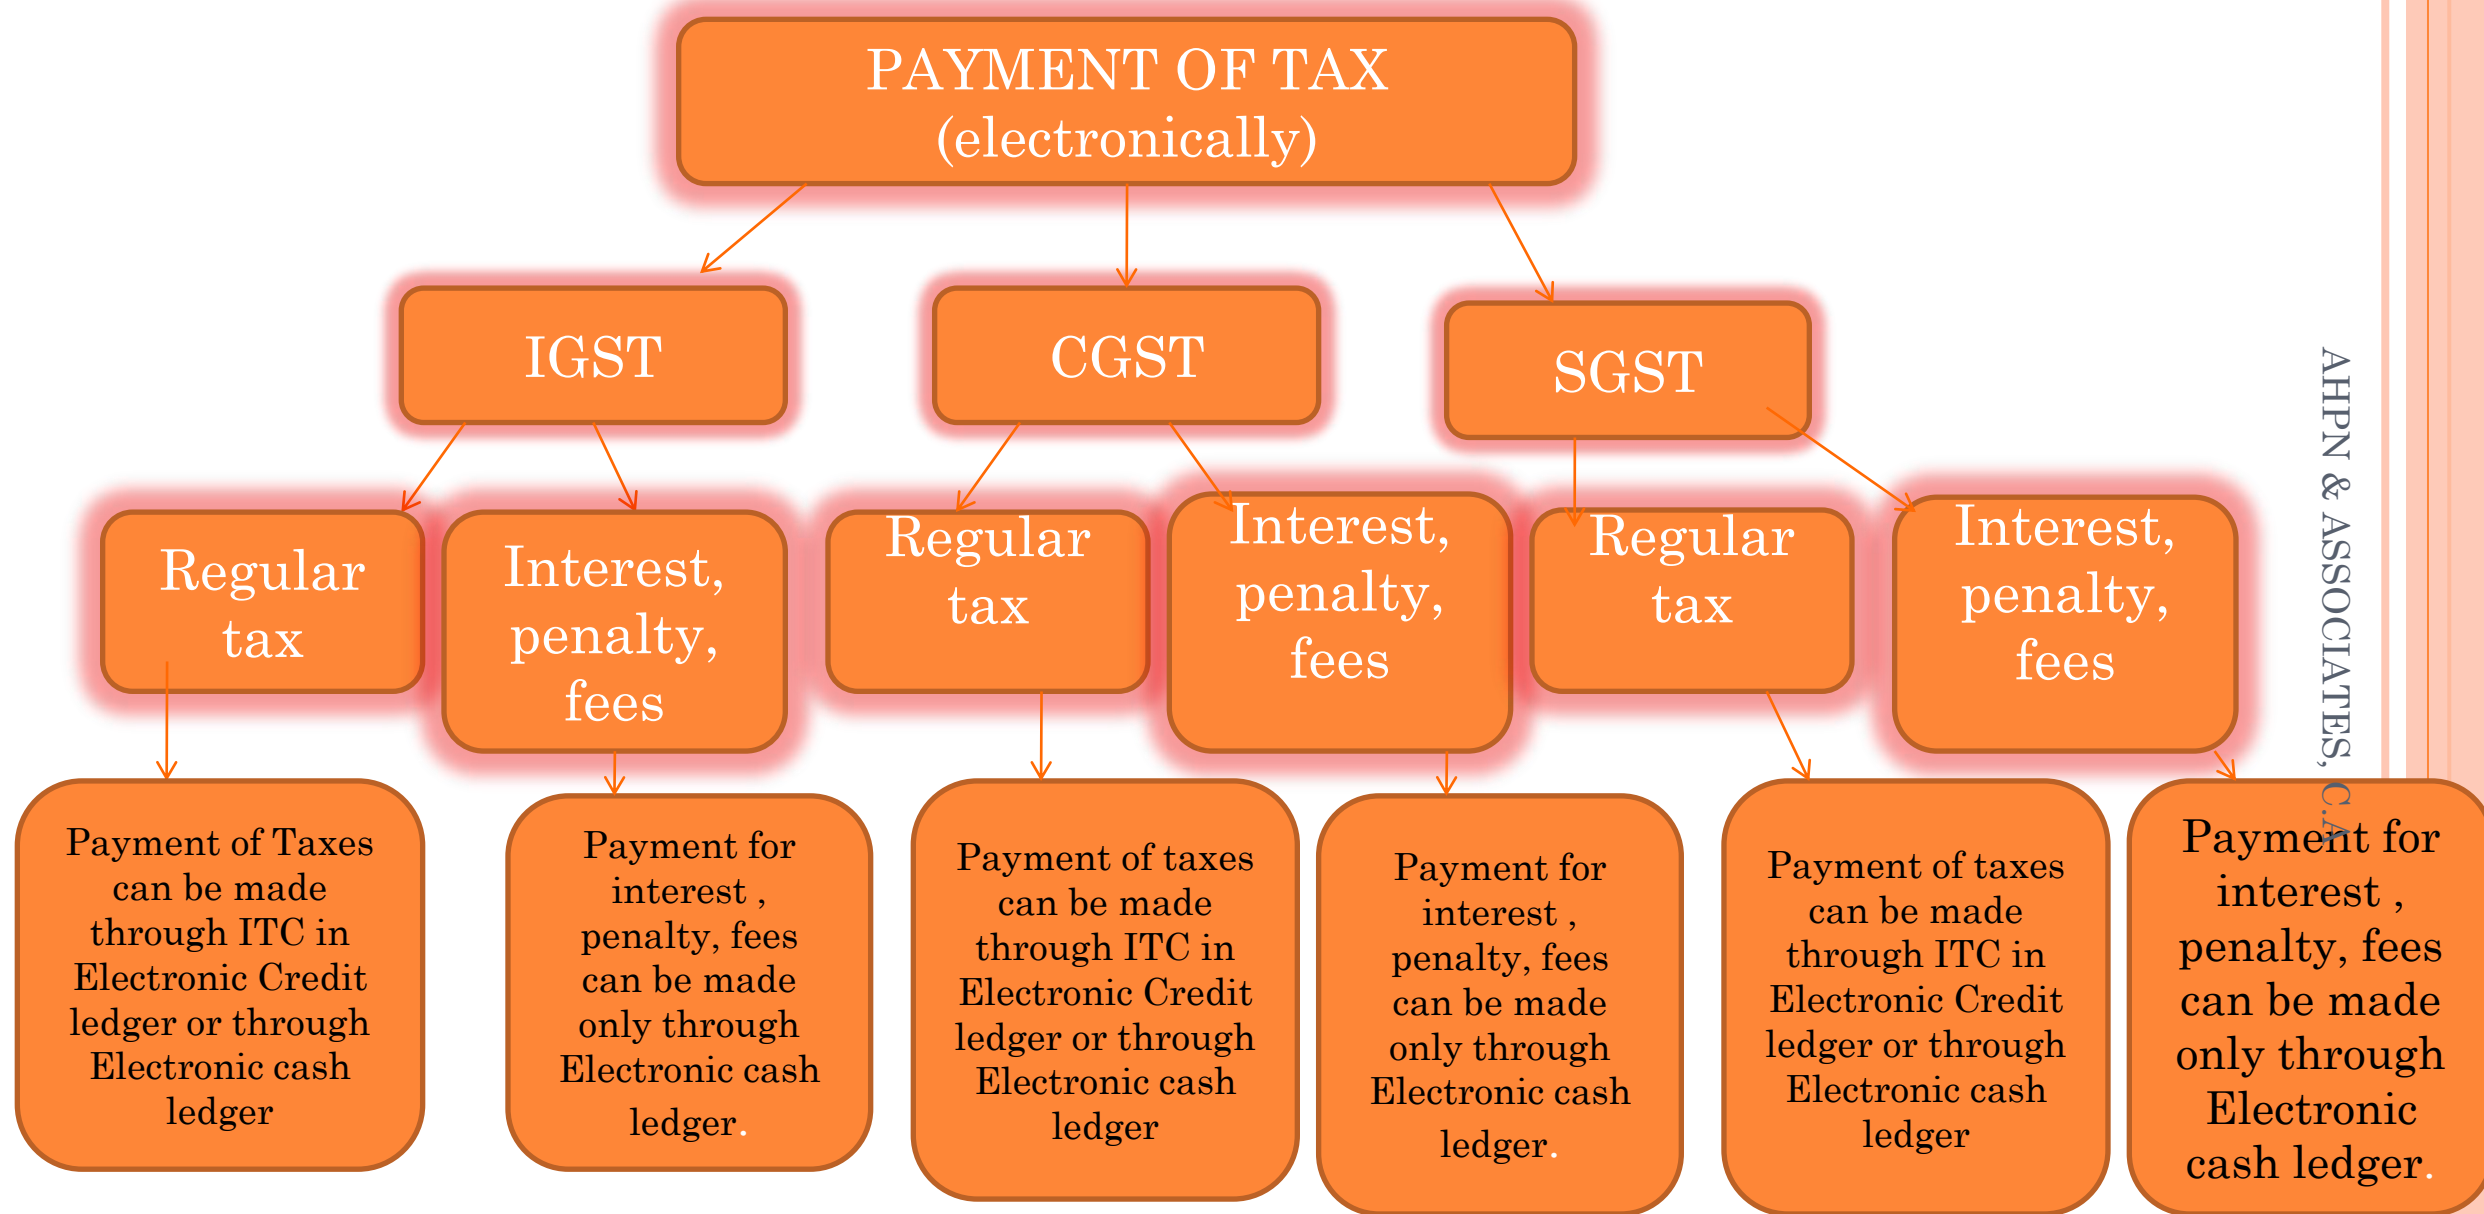 PAYMENT OF TAX
(electronically)
IGST
CGST
SGST
Regular
tax
Interest,
penalty,
fees
Regular
tax
Interest,
penalty,
fees
Regular
tax
Interest,
penalty,
fees
Payment of Taxes
can be made
through ITC in
Electronic Credit
ledger or through
Electronic cash
ledger
Payment for
interest ,
penalty, fees
can be made
only through
Electronic cash
ledger.
Payment of taxes
can be made
through ITC in
Electronic Credit
ledger or through
Electronic cash
ledger
Payment for
interest ,
penalty, fees
can be made
only through
Electronic cash
ledger.
Payment of taxes
can be made
through ITC in
Electronic Credit
ledger or through
Electronic cash
ledger
Payment for
interest ,
penalty, fees
can be made
only through
Electronic
cash ledger.
AHPN & ASSOCIATES, C.A